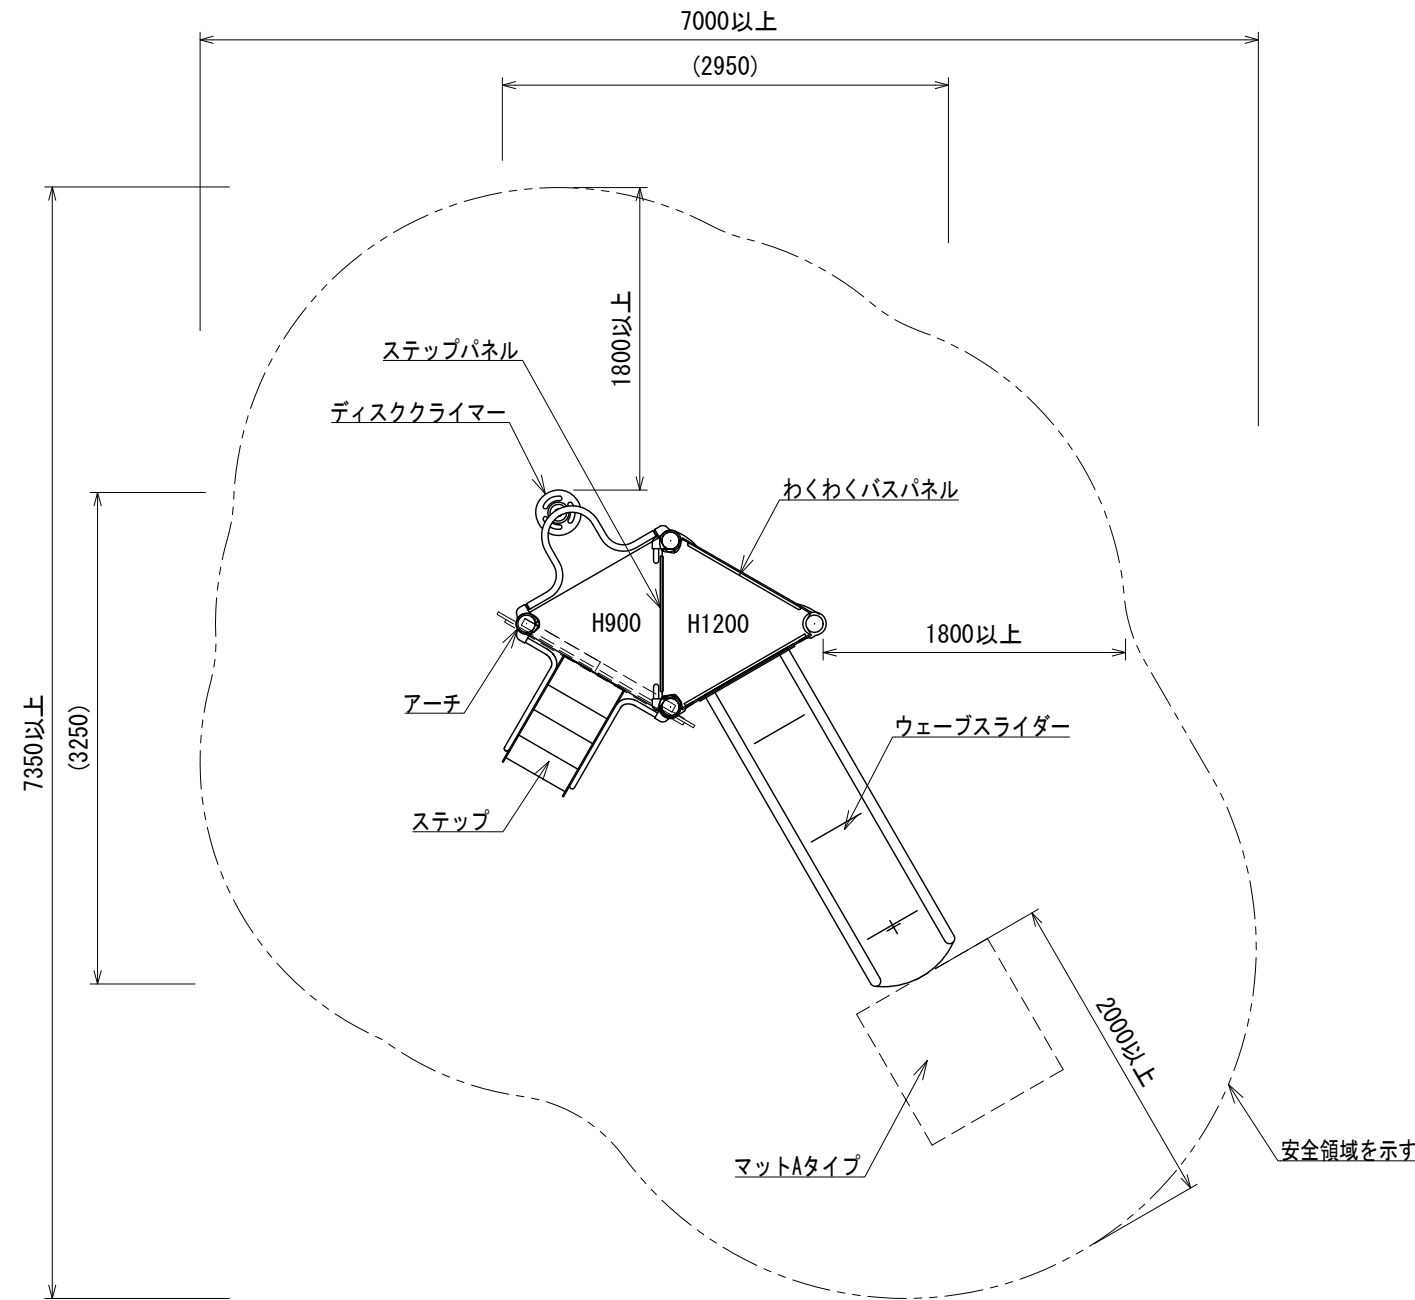 7000以上
(2950)
1800以上
ステップパネル
ディスククライマー
わくわくバスパネル
H900
H1200
1800以上
アーチ
7350以上
(3250)
ウェーブスライダー
ステップ
2000以上
マットAタイプ
安全領域を示す